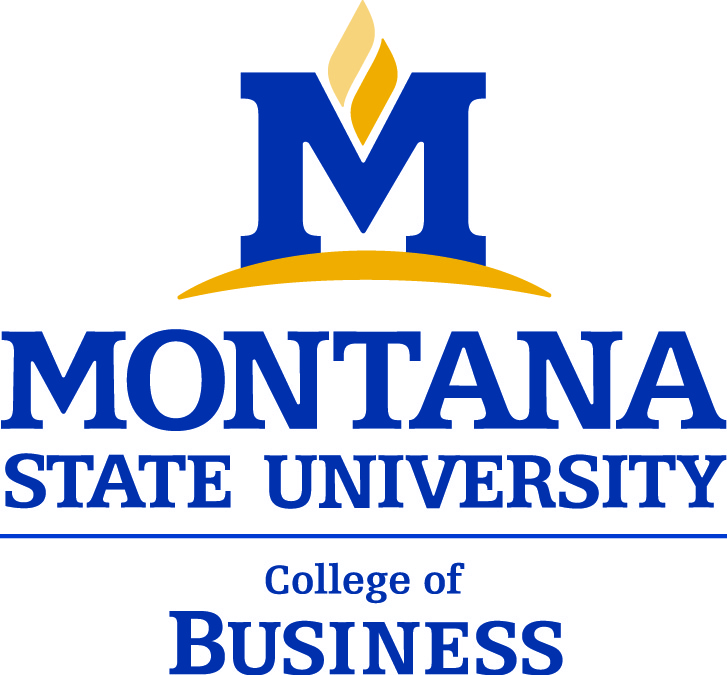 M
MONTANA
STATE UNIVERSITY
College of
BUSINESS